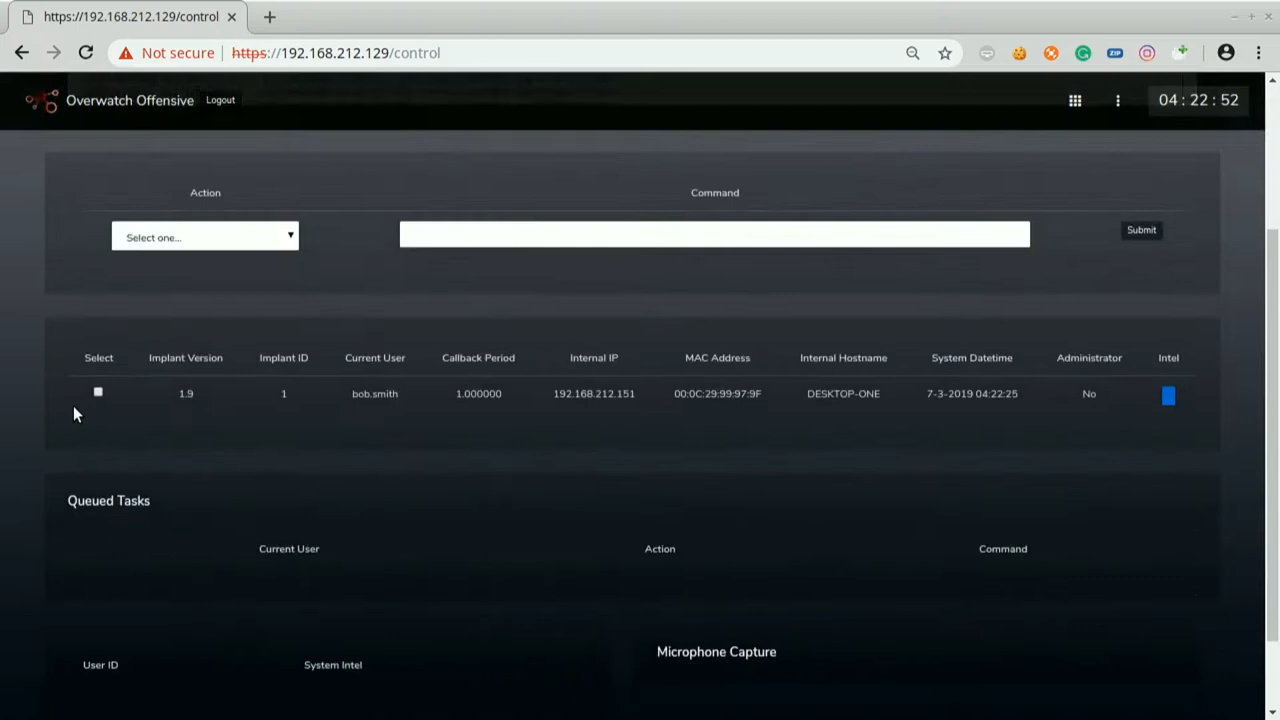 https://192.168.212.129/control
Not secure https://192.168.212.129/control
ZIP
Overwatch Offensive Logout 04 : 22 : 52
Action Command
Select one... Submit
Select Implant Version Implant ID Current User Callback Period Internal IP MAC Address Internal Hostname System Datetime Administrator Intel
1.9 1 bob.smith 1.000000 192.168.212.151 00:0C:29:99:97:9F DESKTOP-ONE 7-3-2019 04:22:25 No
Queued Tasks
Current User Action Command
Microphone Capture
User ID System Intel